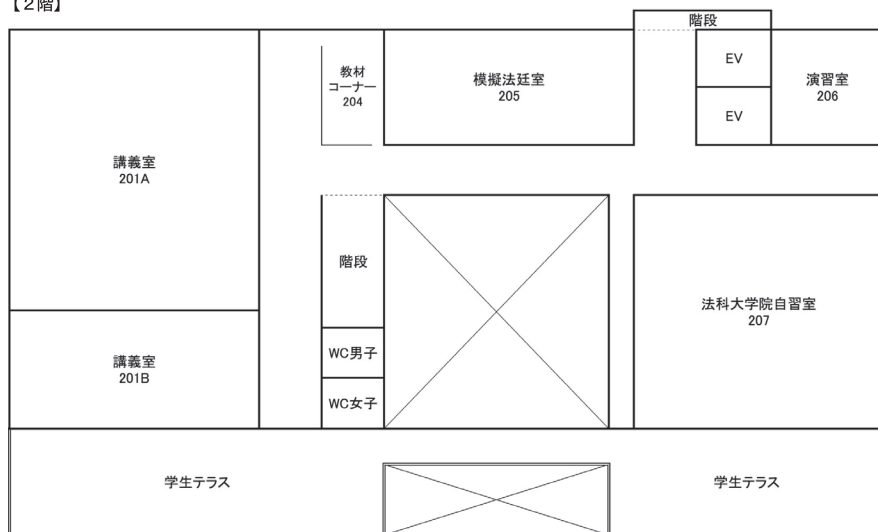 【2階】
階段
教材
コーナー
204
模擬法廷室
205
EV
演習室
206
EV
講義室
201A
階段
法科大学院自習室
207
WC男子
講義室
201B
WC女子
学生テラス
学生テラス